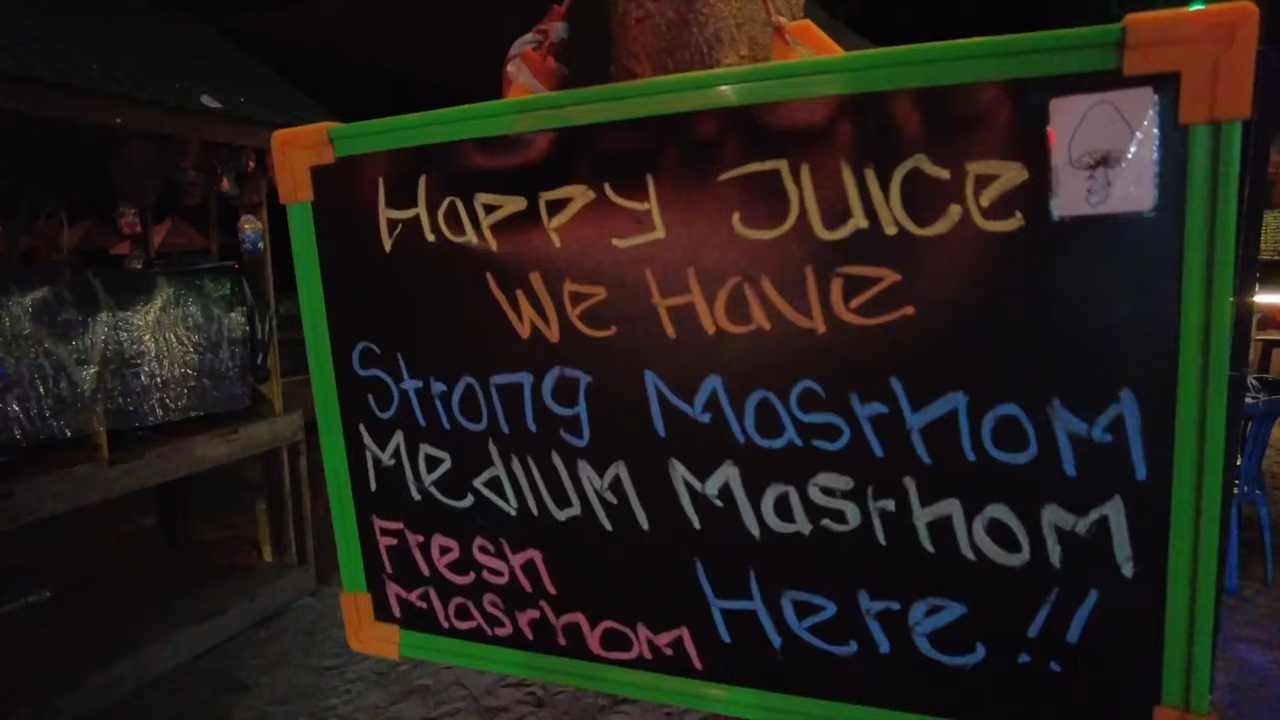 Happy Juice
We Have
Strong Masrhom
Medium Masrhom
Fresh
Masrhom Here!!